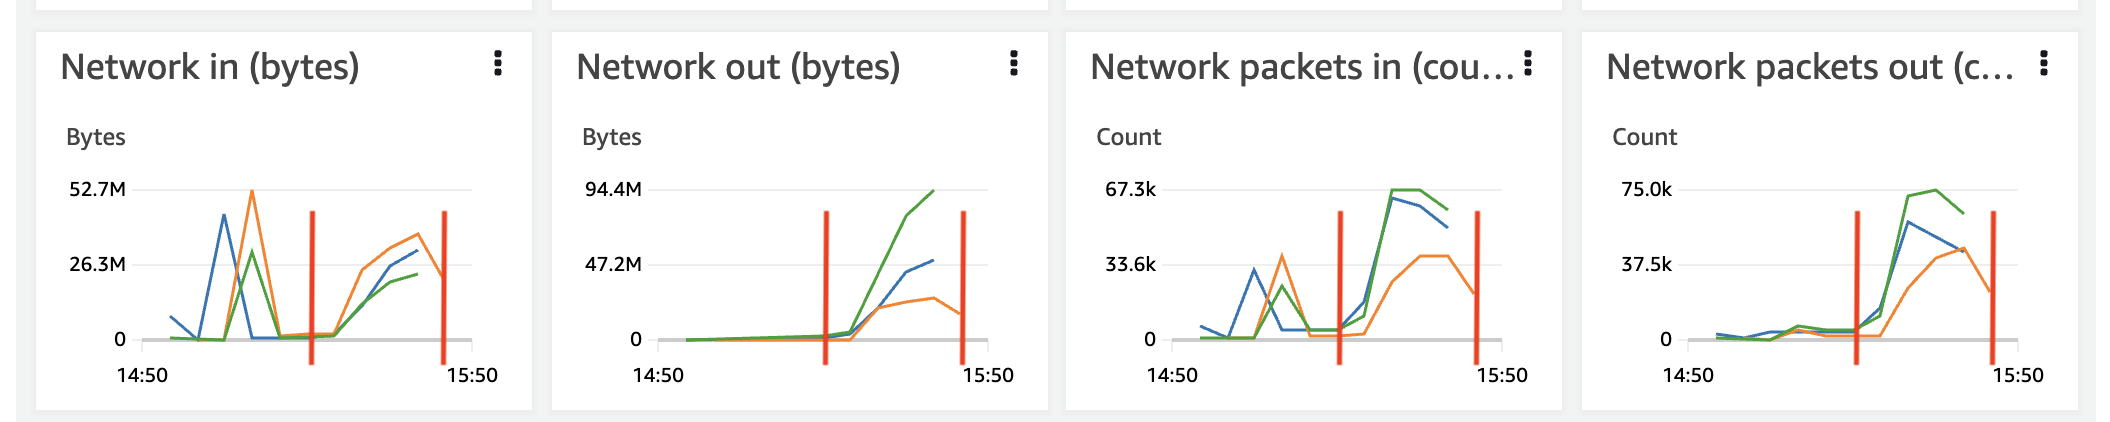 Network in (bytes)
Bytes
52.7M
26.3M
0
14:50
15:50
Network out (bytes)
Bytes
94.4M
47.2M
0
14:50
15:50
Network packets in (cou...
Count
67.3k
33.6k
0
14:50
15:50
Network packets out (c...
Count
75.0k
37.5k
0
14:50
15:50